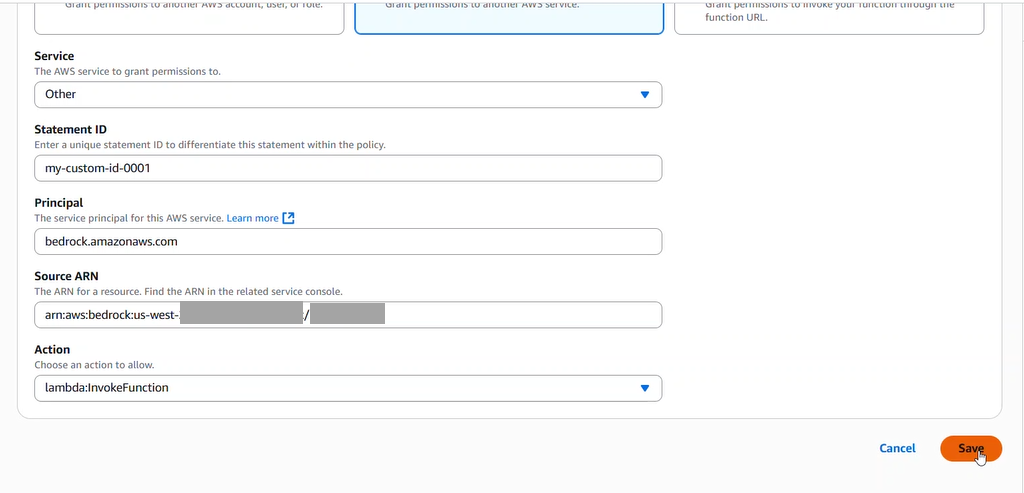 Grant permissions to another AWS account, user, or role.
Grant permissions to another AWS service.
Grant permissions to invoke your function through the
function URL.
Service
The AWS service to grant permissions to.
Other
Statement ID
Enter a unique statement ID to differentiate this statement within the policy.
my-custom-id-0001
Principal
The service principal for this AWS service. Learn more
bedrock.amazonaws.com
Source ARN
The ARN for a resource. Find the ARN in the related service console.
arn:aws:bedrock:us-west- /
Action
Choose an action to allow.
lambda:InvokeFunction
Cancel
Save